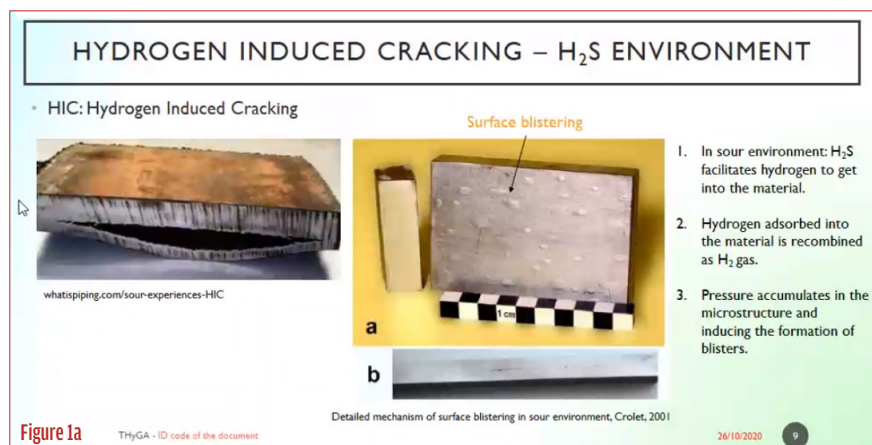 HYDROGEN INDUCED CRACKING – H₂S ENVIRONMENT
• HIC: Hydrogen Induced Cracking
Surface blistering
a
1 cm
b
whatispiping.com/sour-experiences-HIC
Detailed mechanism of surface blistering in sour environment, Crolet, 2001
1. In sour environment: H₂S
facilitates hydrogen to get
into the material.
2. Hydrogen adsorbed into
the material is recombined
as H₂ gas.
3. Pressure accumulates in the
microstructure and
inducing the formation of
blisters.
Figure 1a
THyGA - ID code of the document
26/10/2020
9